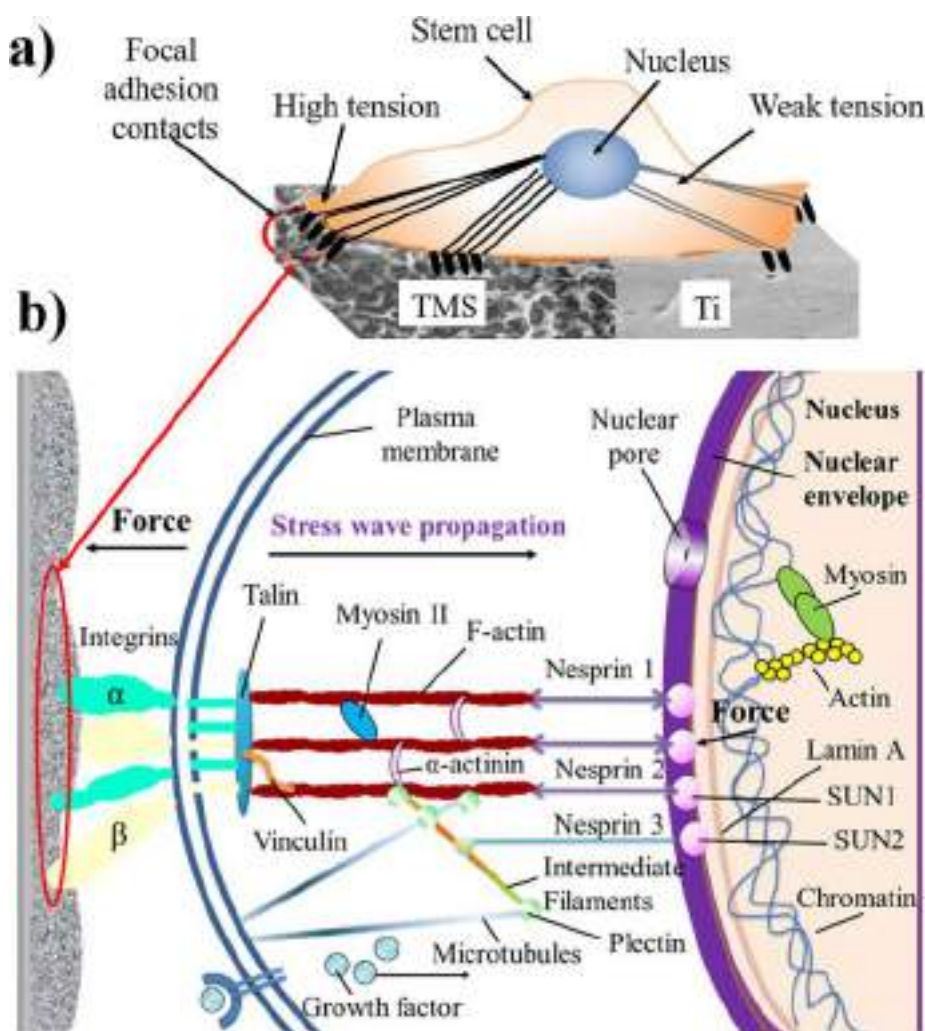 a)
Stem cell
Focal
adhesion
contacts
Nucleus
High tension
Weak tension
TMS
Ti
b)
Plasma
membrane
Nuclear
pore
Nucleus
Nuclear
envelope
Force
Stress wave propagation
Talin
Myosin II
F-actin
Myosin
Integrins
α
Nesprin 1
Actin
Force
α-actinin
Nesprin 2
Lamin A
SUN1
β
Vinculin
Nesprin 3
SUN2
Intermediate
Filaments
Chromatin
Microtubules
Plectin
Growth factor